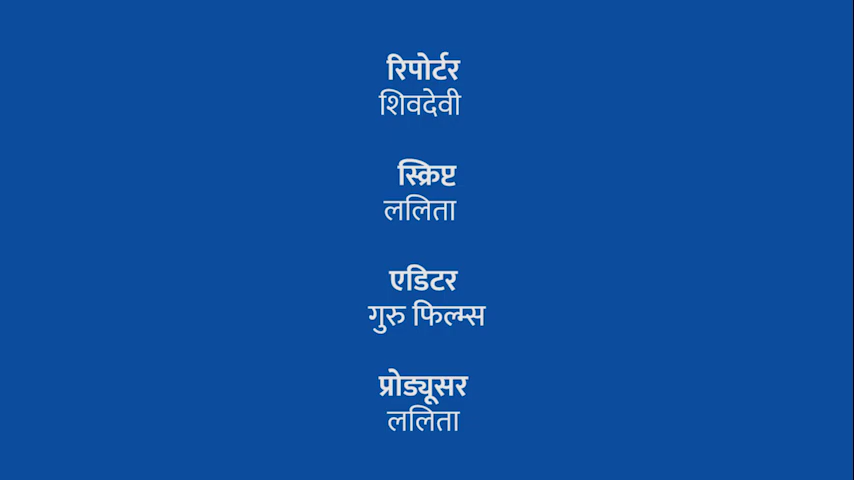 रिपोर्टर
शिवदेवी
स्क्रिप्ट
ललिता
एडिटर
गुरु फिल्म्स
प्रोड्यूसर
ललिता